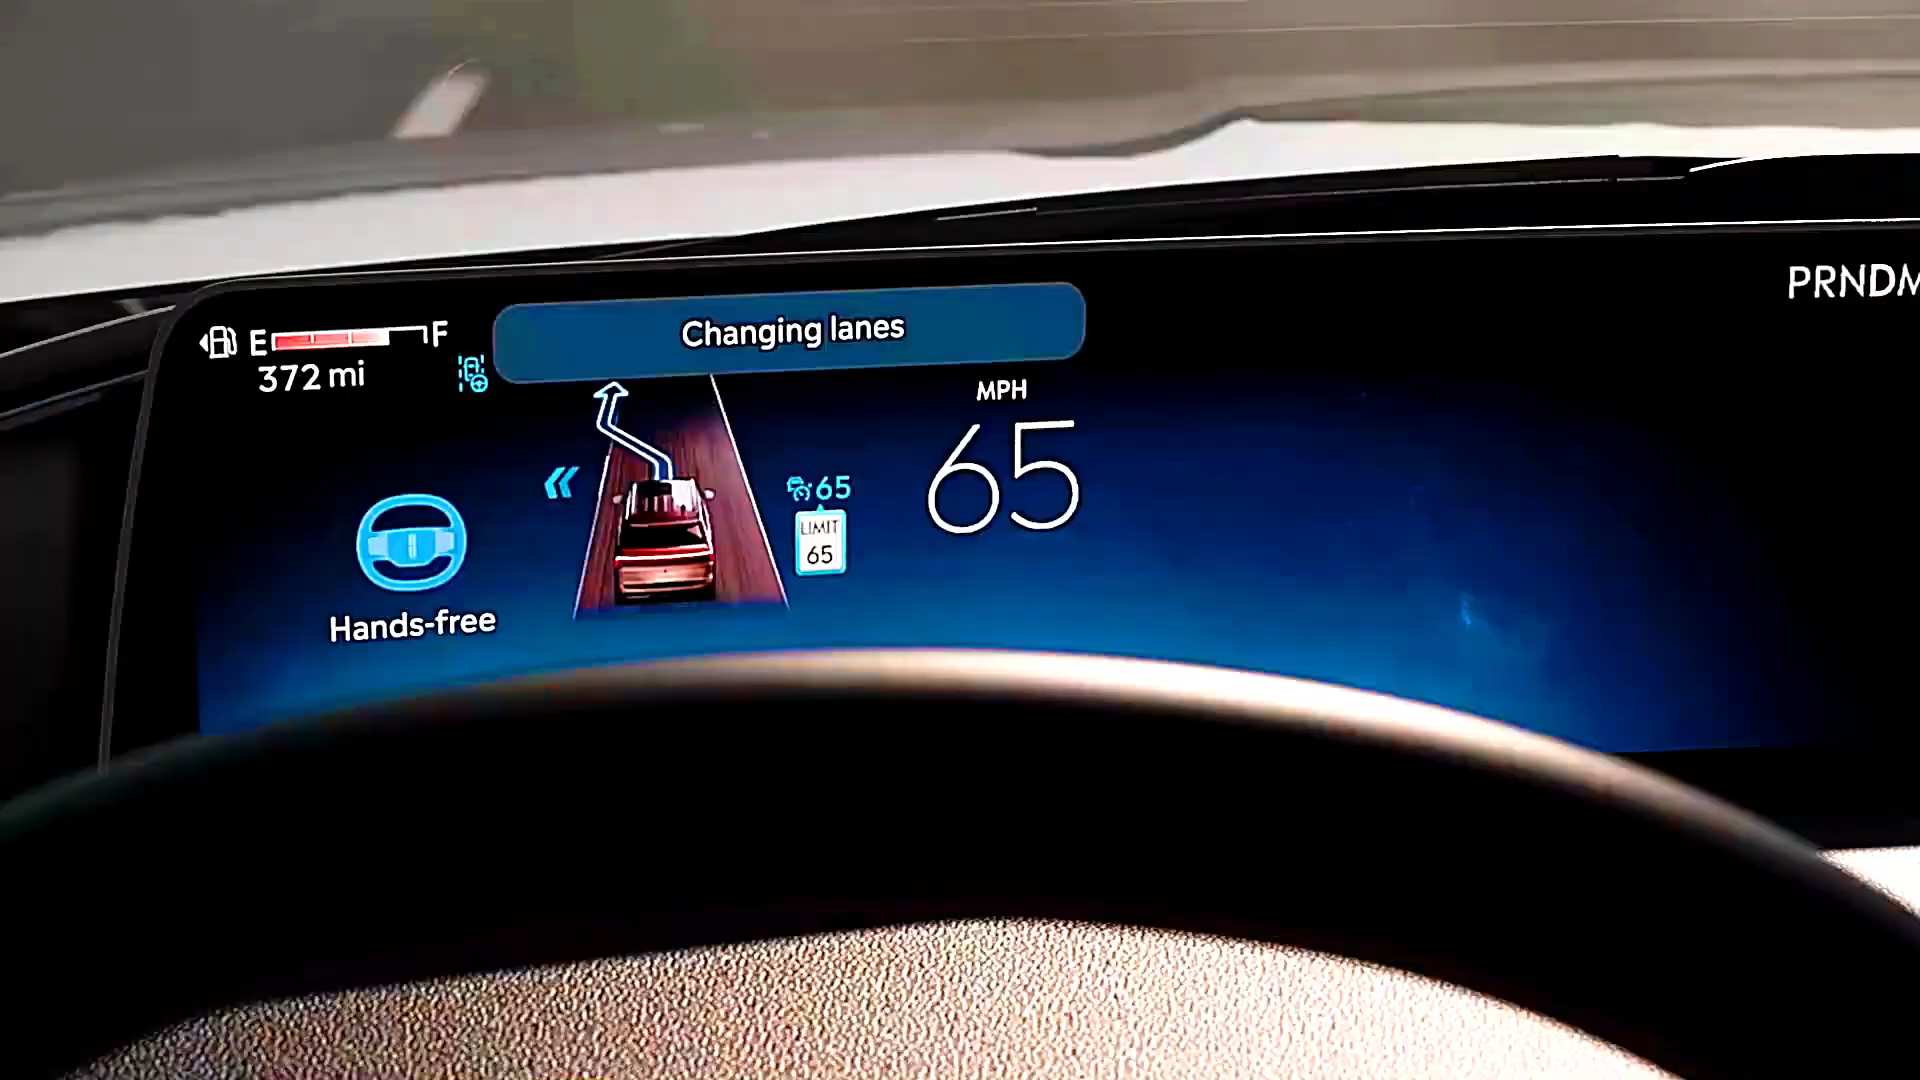 E F
372 mi
Changing lanes
PRNDM
MPH
65
65
LIMIT
65
Hands-free